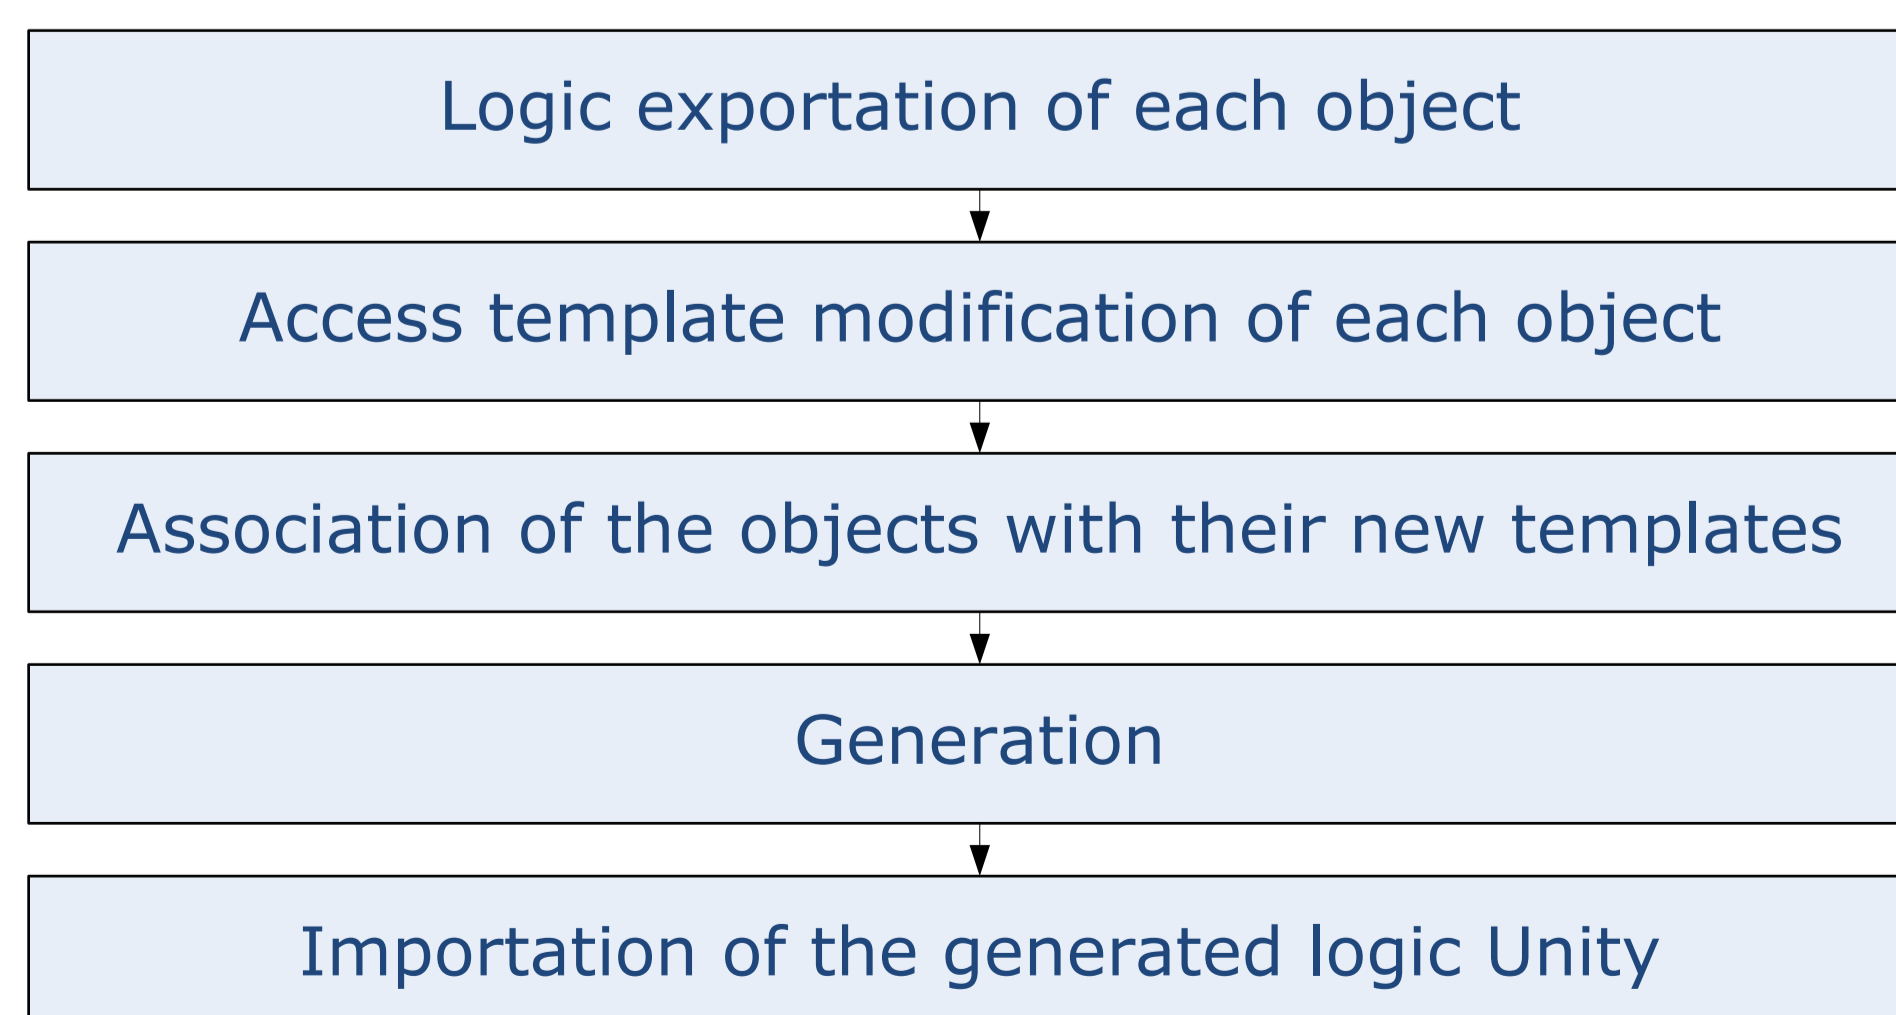 Logic exportation of each object
Access template modification of each object
Association of the objects with their new templates
Generation
Importation of the generated logic Unity